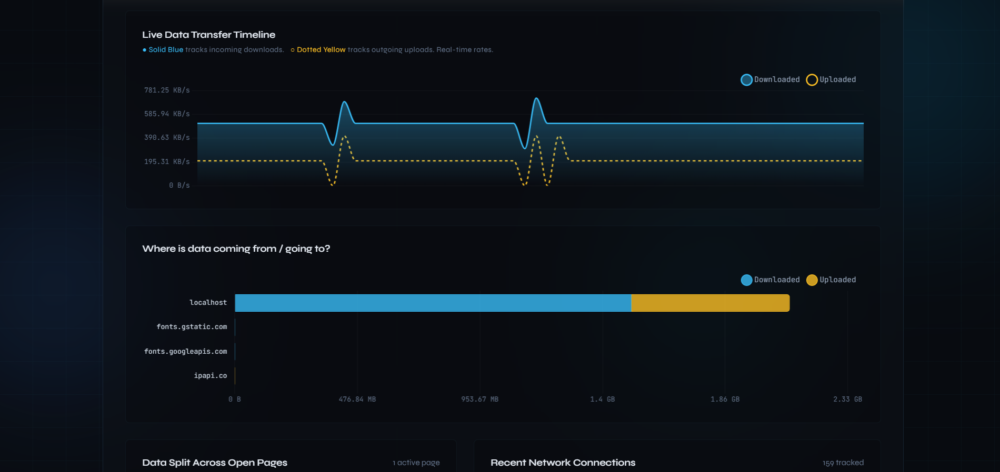 Live Data Transfer Timeline
● Solid Blue tracks incoming downloads. ○ Dotted Yellow tracks outgoing uploads. Real-time rates.
Downloaded Uploaded
781.25 KB/s
585.94 KB/s
390.63 KB/s
195.31 KB/s
0 B/s
Where is data coming from / going to?
Downloaded Uploaded
localhost
fonts.gstatic.com
fonts.googleapis.com
ipapi.co
0 B 476.84 MB 953.67 MB 1.4 GB 1.86 GB 2.33 GB
Data Split Across Open Pages 1 active page
Recent Network Connections 159 tracked